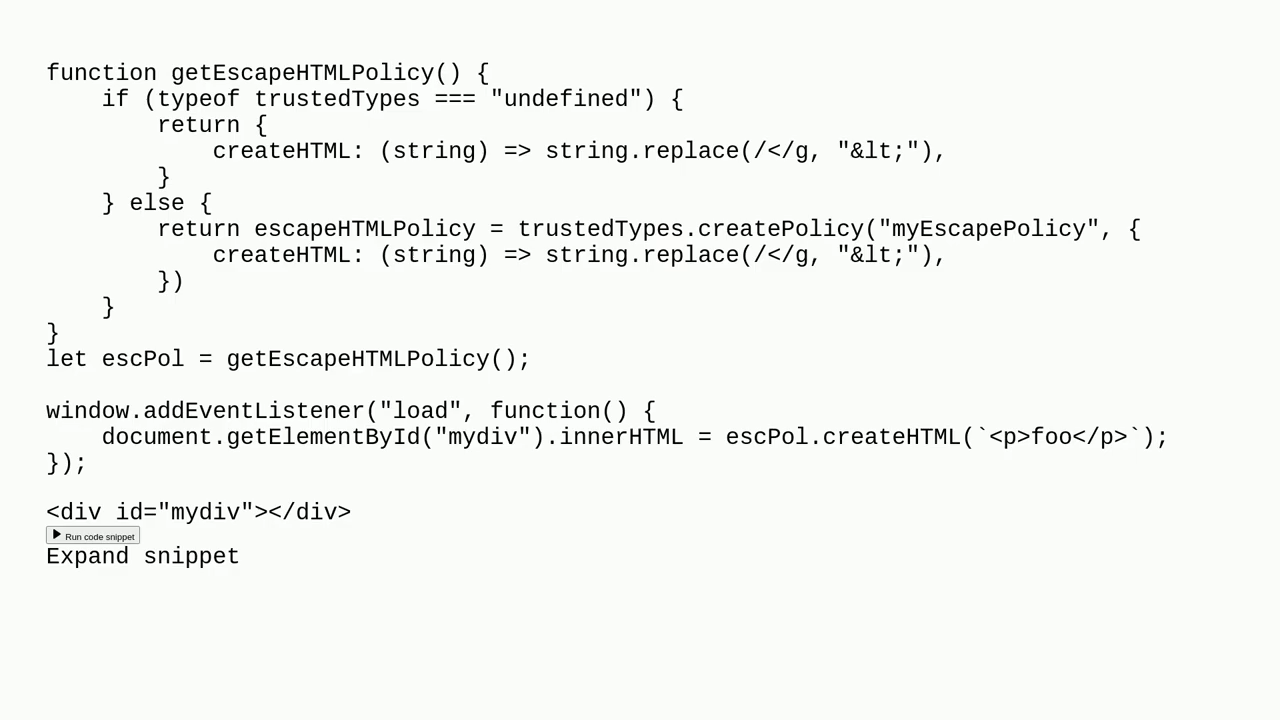 function getEscapeHTMLPolicy() {
    if (typeof trustedTypes === "undefined") {
        return {
            createHTML: (string) => string.replace(/</g, "&lt;"),
        }
    } else {
        return escapeHTMLPolicy = trustedTypes.createPolicy("myEscapePolicy", {
            createHTML: (string) => string.replace(/</g, "&lt;"),
        })
    }
}
let escPol = getEscapeHTMLPolicy();

window.addEventListener("load", function() {
    document.getElementById("mydiv").innerHTML = escPol.createHTML(`<p>foo</p>`);
});

<div id="mydiv"></div>
Run code snippet
Expand snippet